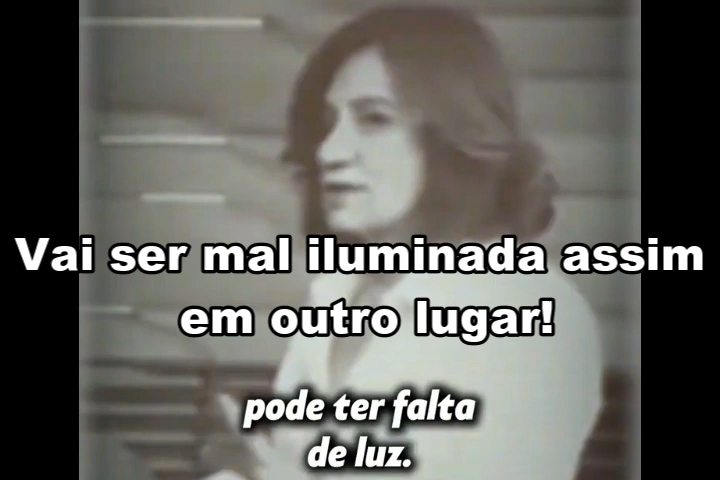 Vai ser mal iluminada assim
em outro lugar!
pode ter falta
de luz.